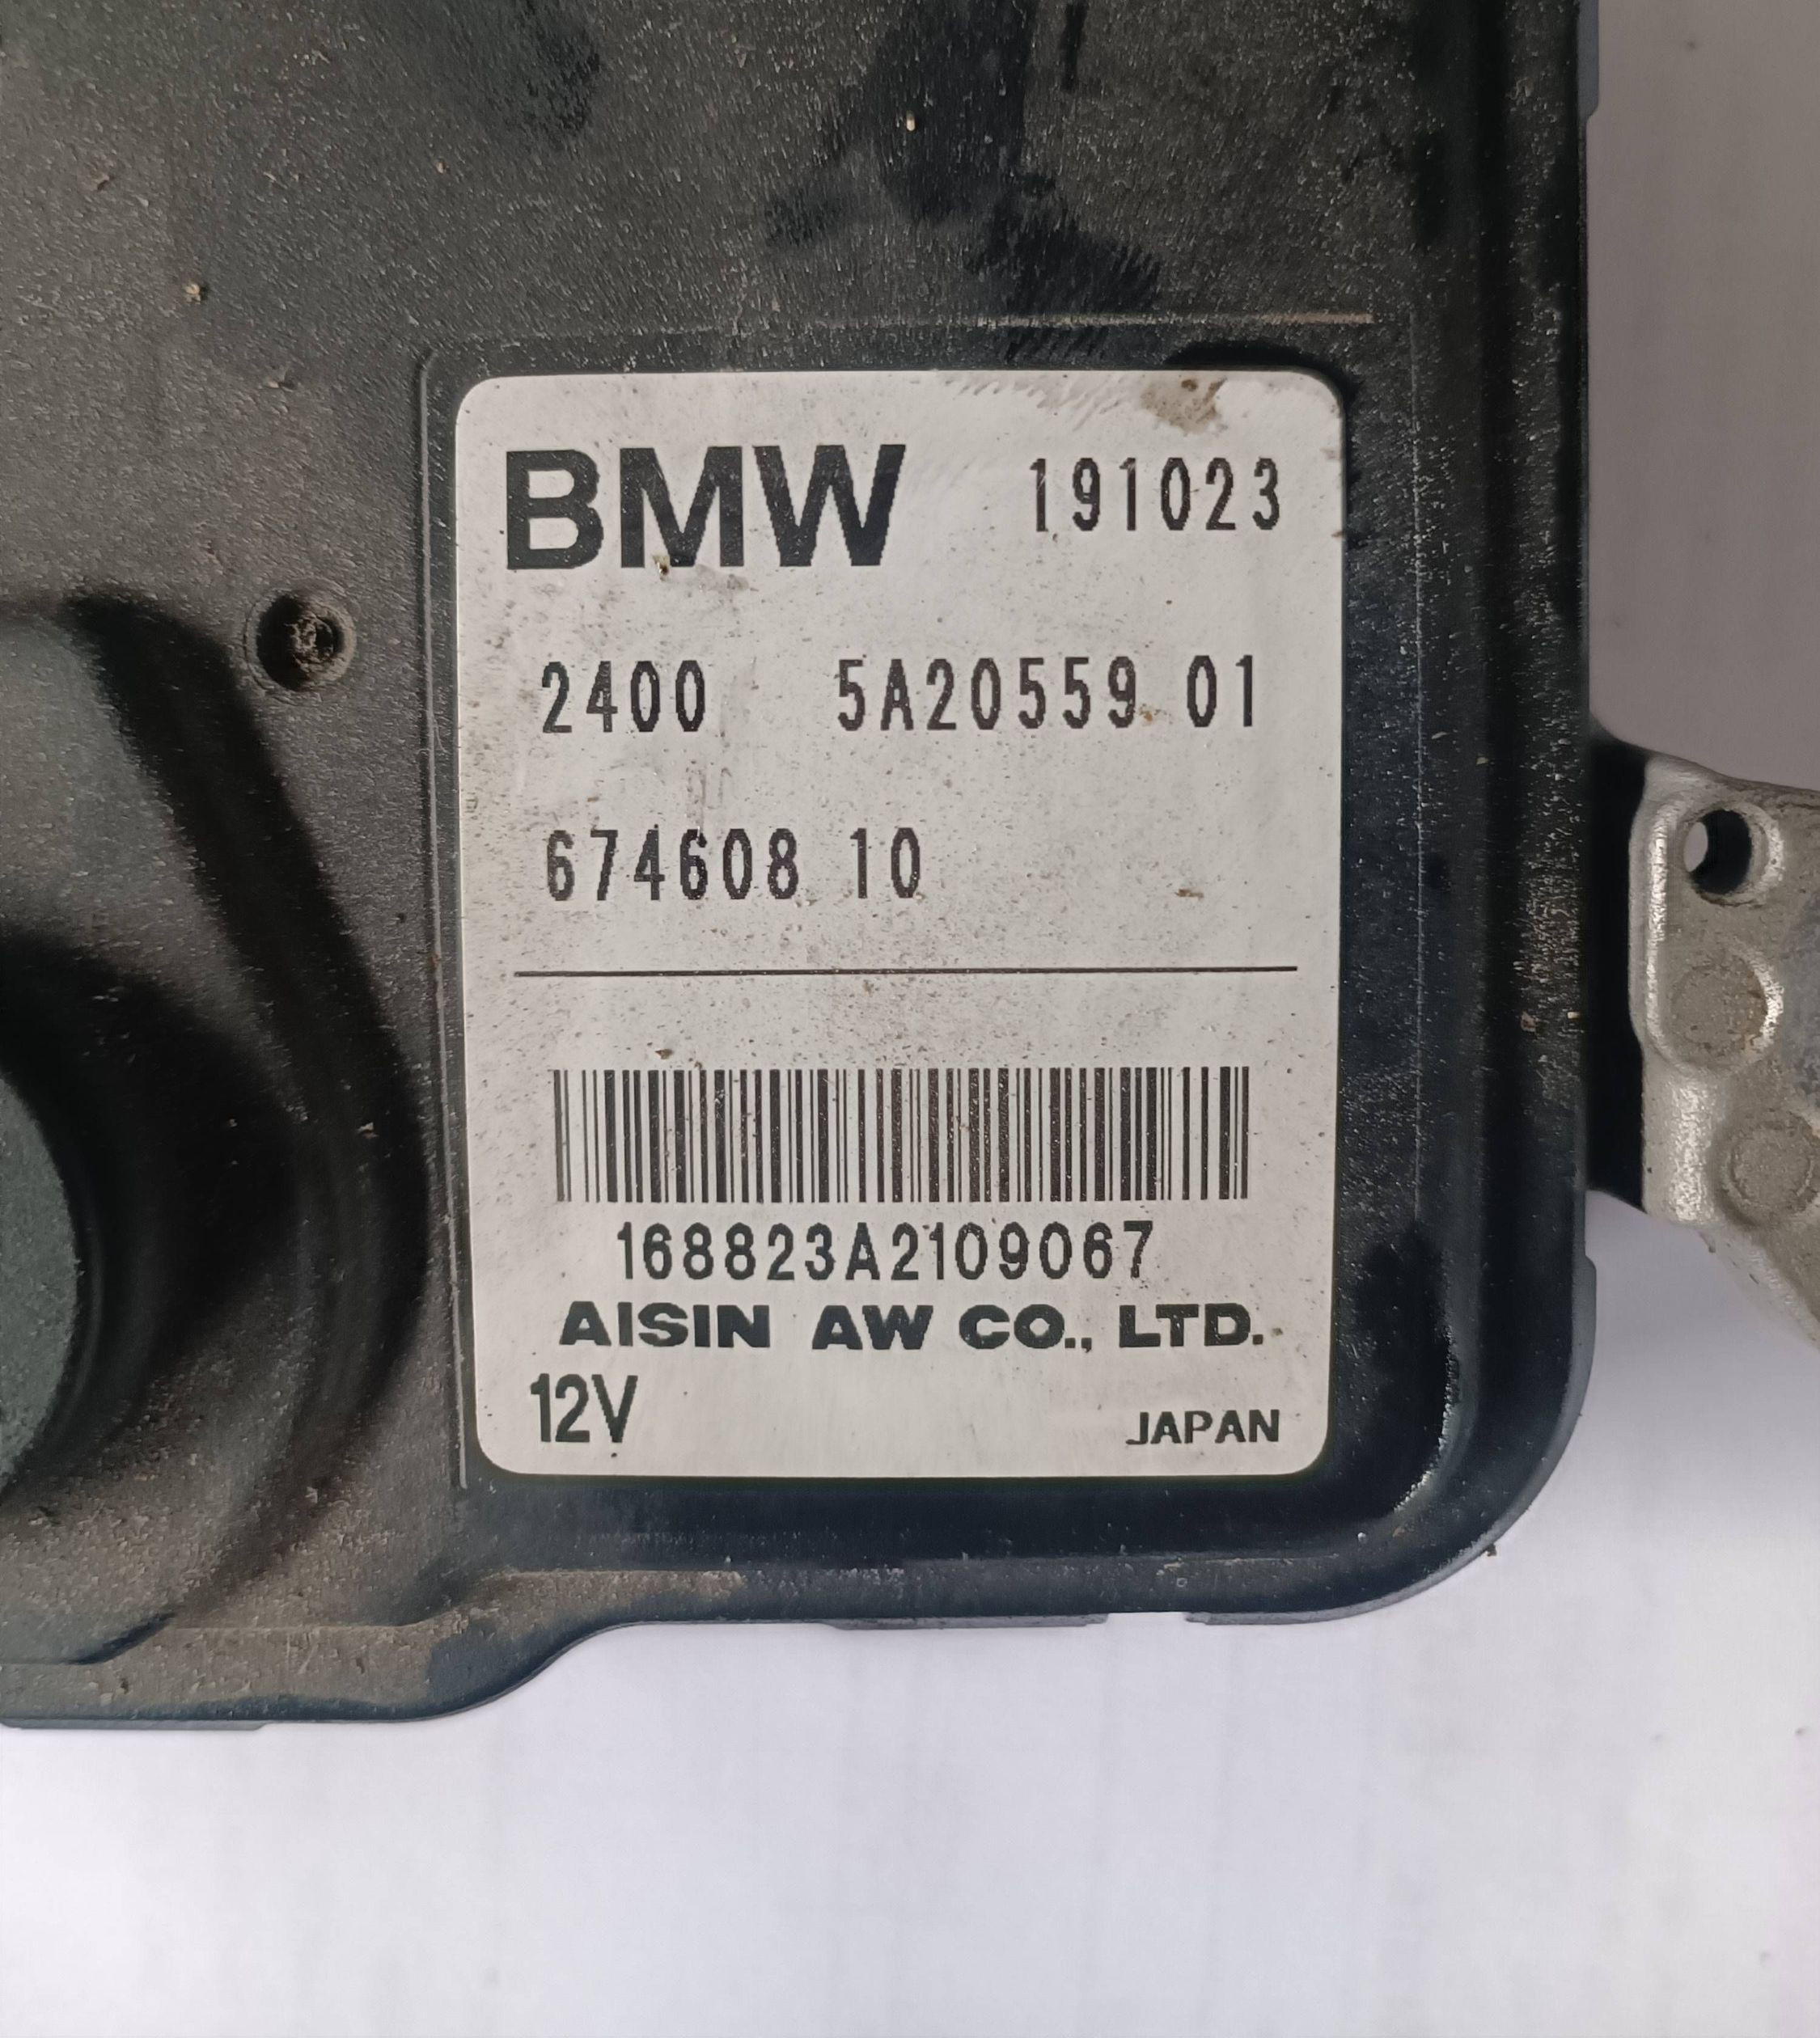 BMW 191023
2400 5A20559 01
674608 10
168823A2109067
AISIN AW CO., LTD.
12V JAPAN